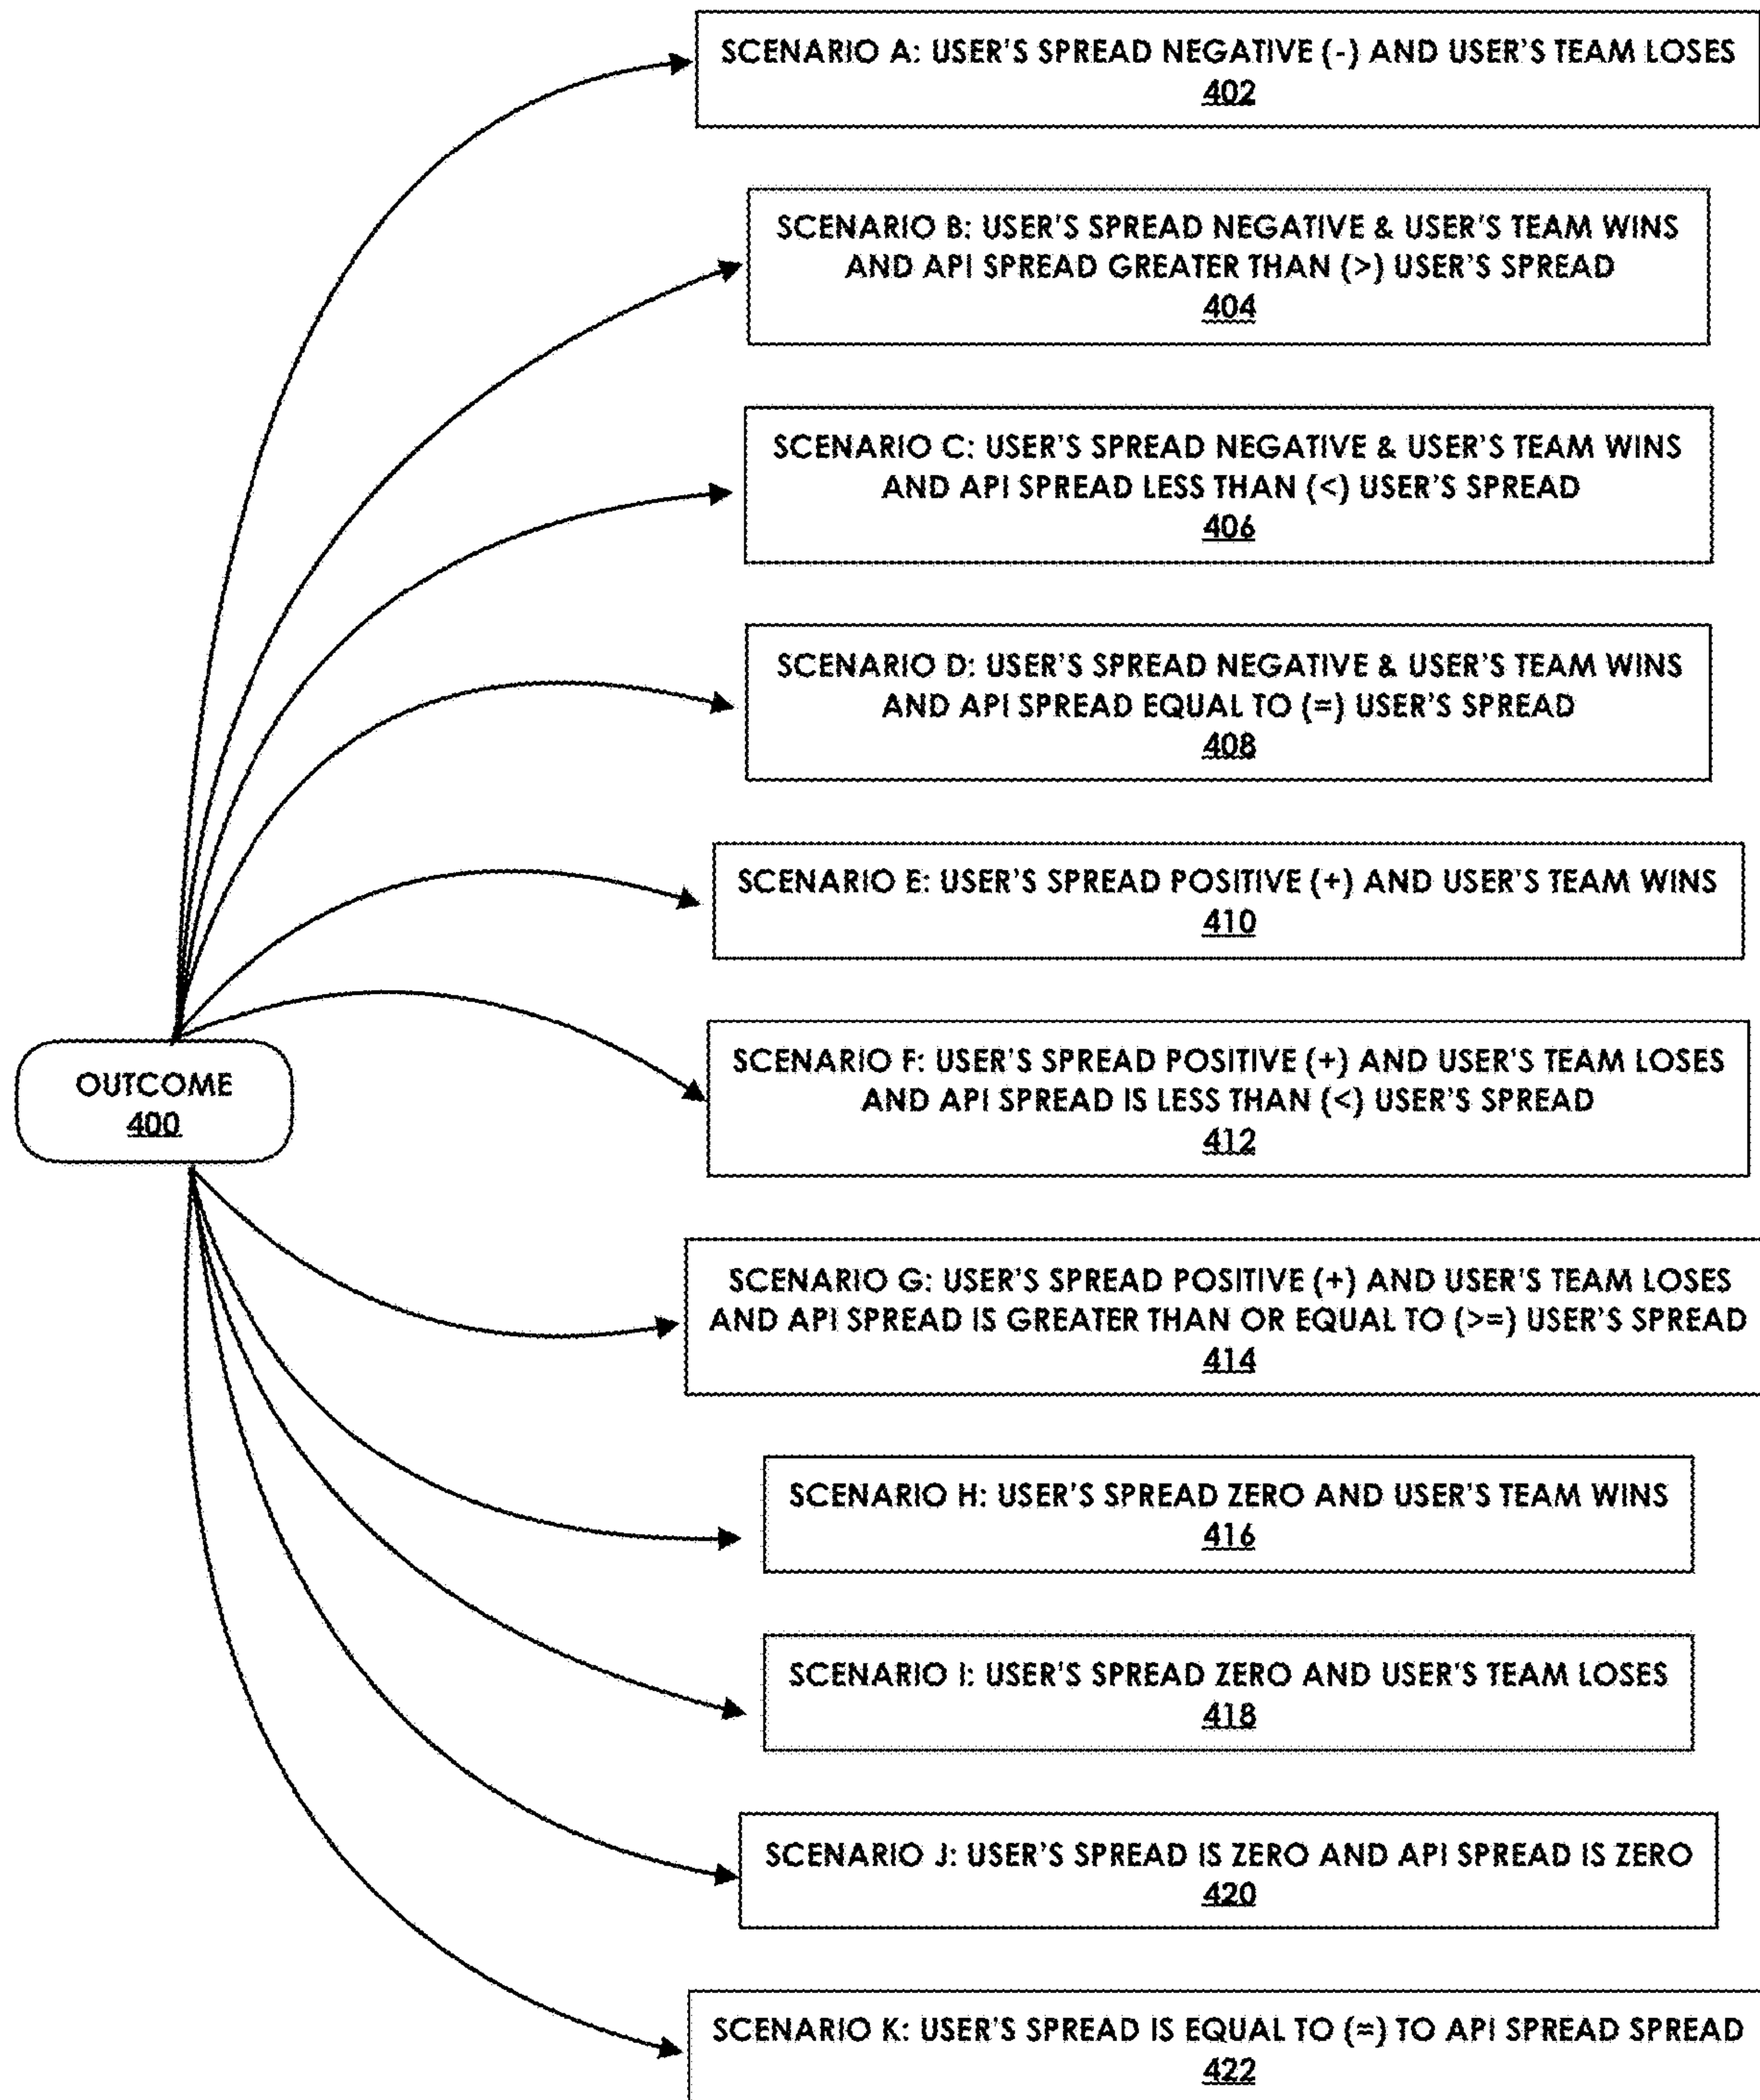 SCENARIO A: USER'S SPREAD NEGATIVE (-) AND USER'S TEAM LOSES
402
SCENARIO B: USER'S SPREAD NEGATIVE & USER'S TEAM WINS
AND API SPREAD GREATER THAN (>) USER'S SPREAD
404
SCENARIO C: USER'S SPREAD NEGATIVE & USER'S TEAM WINS
AND API SPREAD LESS THAN (<) USER'S SPREAD
406
SCENARIO D: USER'S SPREAD NEGATIVE & USER'S TEAM WINS
AND API SPREAD EQUAL TO (=) USER'S SPREAD
408
SCENARIO E: USER'S SPREAD POSITIVE (+) AND USER'S TEAM WINS
410
OUTCOME
400
SCENARIO F: USER'S SPREAD POSITIVE (+) AND USER'S TEAM LOSES
AND API SPREAD IS LESS THAN (<) USER'S SPREAD
412
SCENARIO G: USER'S SPREAD POSITIVE (+) AND USER'S TEAM LOSES
AND API SPREAD IS GREATER THAN OR EQUAL TO (>=) USER'S SPREAD
414
SCENARIO H: USER'S SPREAD ZERO AND USER'S TEAM WINS
416
SCENARIO I: USER'S SPREAD ZERO AND USER'S TEAM LOSES
418
SCENARIO J: USER'S SPREAD IS ZERO AND API SPREAD IS ZERO
420
SCENARIO K: USER'S SPREAD IS EQUAL TO (=) TO API SPREAD SPREAD
422